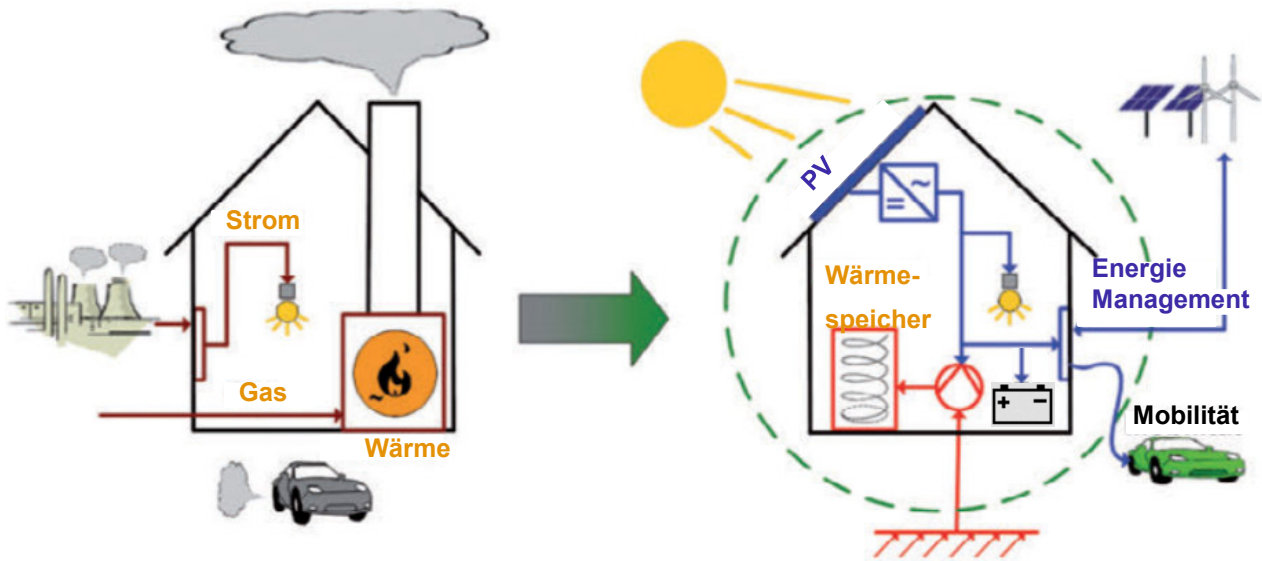 Strom
Gas
Wärme
PV
Wärme-
speicher
Energie
Management
Mobilität